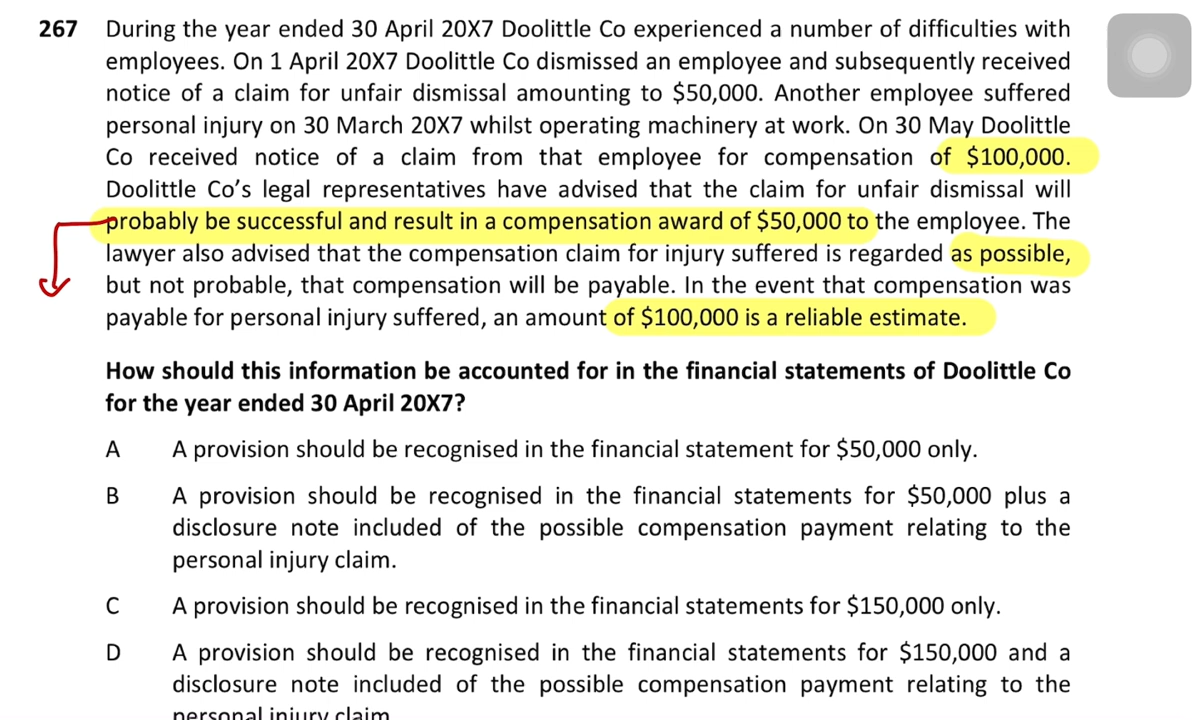 267 During the year ended 30 April 20X7 Doolittle Co experienced a number of difficulties with
employees. On 1 April 20X7 Doolittle Co dismissed an employee and subsequently received
notice of a claim for unfair dismissal amounting to $50,000. Another employee suffered
personal injury on 30 March 20X7 whilst operating machinery at work. On 30 May Doolittle
Co received notice of a claim from that employee for compensation of $100,000.
Doolittle Co’s legal representatives have advised that the claim for unfair dismissal will
probably be successful and result in a compensation award of $50,000 to the employee. The
lawyer also advised that the compensation claim for injury suffered is regarded as possible,
but not probable, that compensation will be payable. In the event that compensation was
payable for personal injury suffered, an amount of $100,000 is a reliable estimate.
How should this information be accounted for in the financial statements of Doolittle Co
for the year ended 30 April 20X7?
A A provision should be recognised in the financial statement for $50,000 only.
B A provision should be recognised in the financial statements for $50,000 plus a
disclosure note included of the possible compensation payment relating to the
personal injury claim.
C A provision should be recognised in the financial statements for $150,000 only.
D A provision should be recognised in the financial statements for $150,000 and a
disclosure note included of the possible compensation payment relating to the
personal injury claim